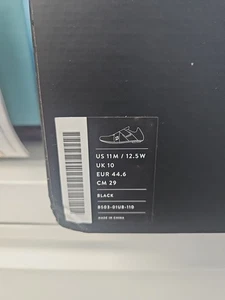 US 11M / 12.5W
UK 10
EUR 44.6
CM 29
BLACK
MADE IN CHINA